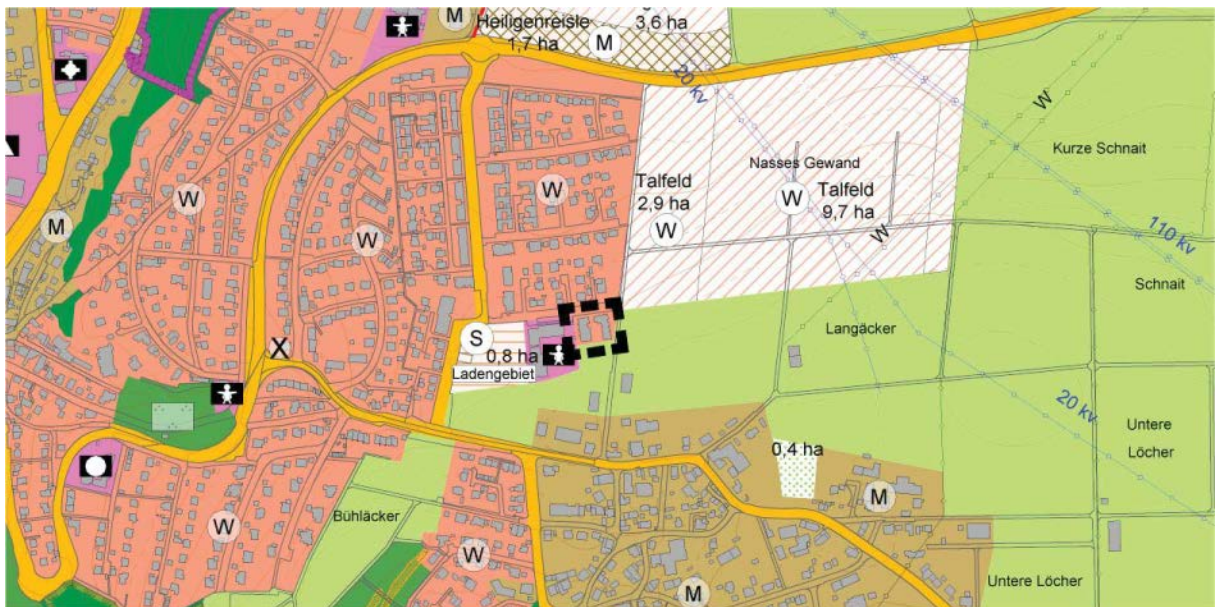 M
Heiligenreisle
1,7 ha
3,6 ha
M
20 kv
W
Kurze Schnait
Nasses Gewand
W
W
Talfeld
2,9 ha
W
Talfeld
9,7 ha
W
M
W
W
W
110 kv
Schnait
Langäcker
S
0,8 ha
Ladengebiet
X
20 kv
Untere
Löcher
0,4 ha
M
Bühläcker
W
W
M
Untere Löcher